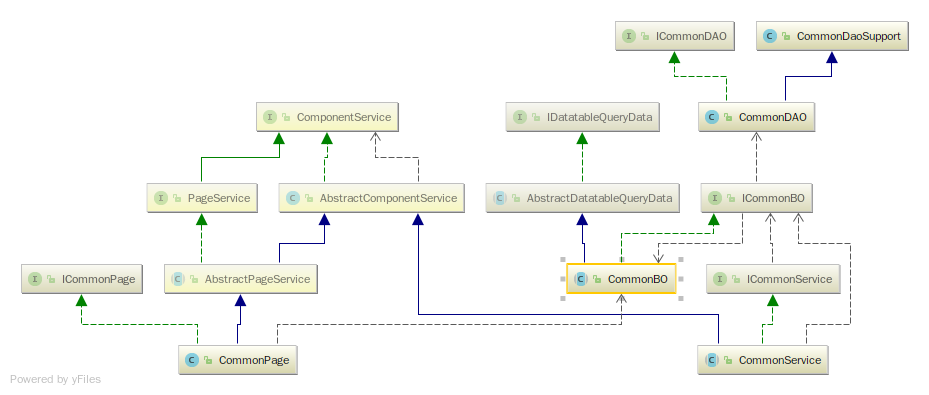 I ICommonDAO
C CommonDaoSupport
I ComponentService
I IDatatableQueryData
C CommonDAO
I PageService
C AbstractComponentService
C AbstractDatatableQueryData
I ICommonBO
I ICommonPage
C AbstractPageService
C CommonBO
I ICommonService
C CommonPage
C CommonService
Powered by yFiles